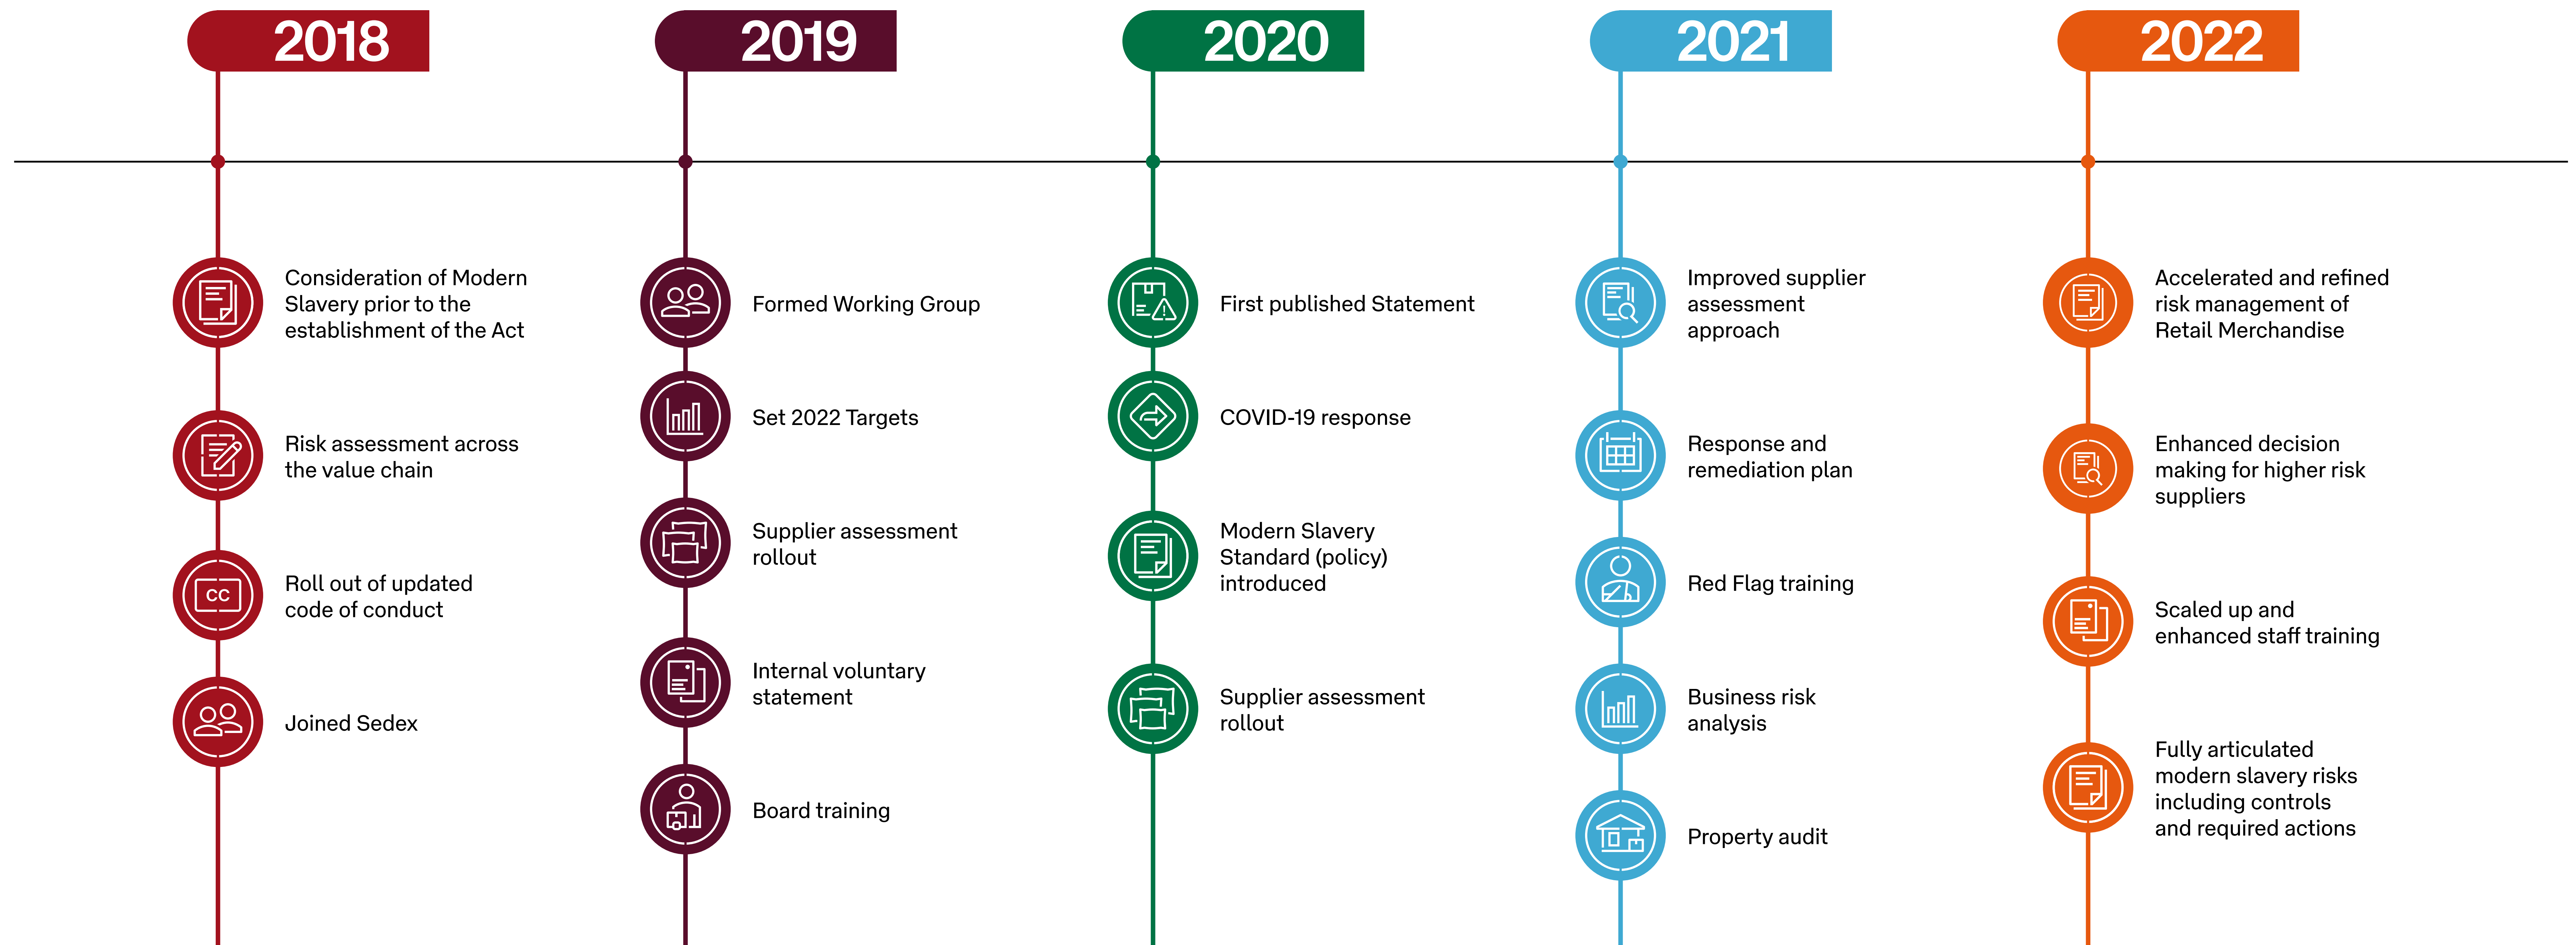 2018
Consideration of Modern
Slavery prior to the
establishment of the Act
Risk assessment across
the value chain
CC
Roll out of updated
code of conduct
Joined Sedex
2019
Formed Working Group
Set 2022 Targets
Supplier assessment
rollout
Internal voluntary
statement
Board training
2020
First published Statement
COVID-19 response
Modern Slavery
Standard (policy)
introduced
Supplier assessment
rollout
2021
Improved supplier
assessment
approach
Response and
remediation plan
Red Flag training
Business risk
analysis
Property audit
2022
Accelerated and refined
risk management of
Retail Merchandise
Enhanced decision
making for higher risk
suppliers
Scaled up and
enhanced staff training
Fully articulated
modern slavery risks
including controls
and required actions